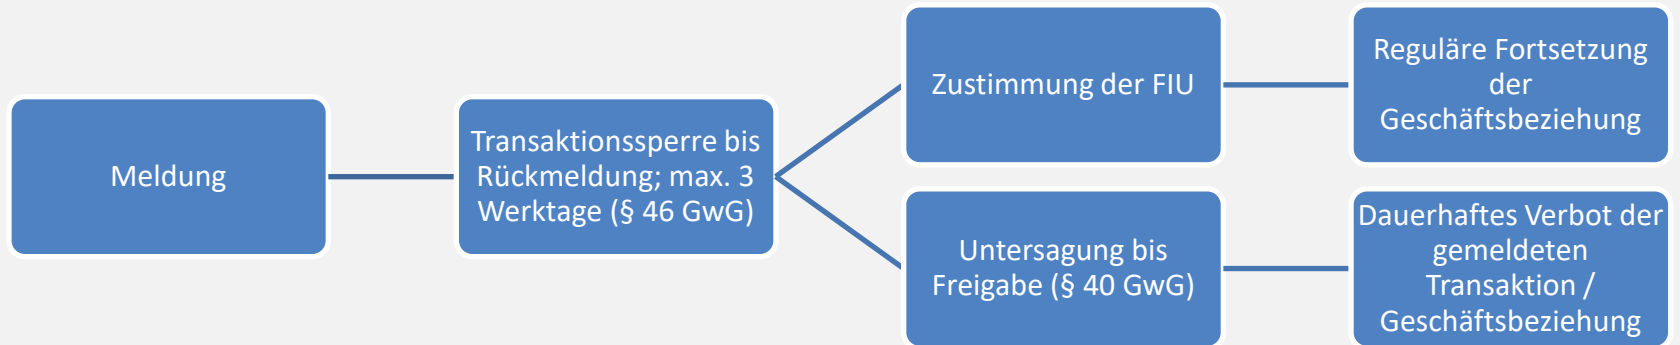 Meldung
Transaktionssperre bis
Rückmeldung; max. 3
Werktage (§ 46 GwG)
Zustimmung der FIU
Reguläre Fortsetzung
der
Geschäftsbeziehung
Untersagung bis
Freigabe (§ 40 GwG)
Dauerhaftes Verbot der
gemeldeten
Transaktion /
Geschäftsbeziehung